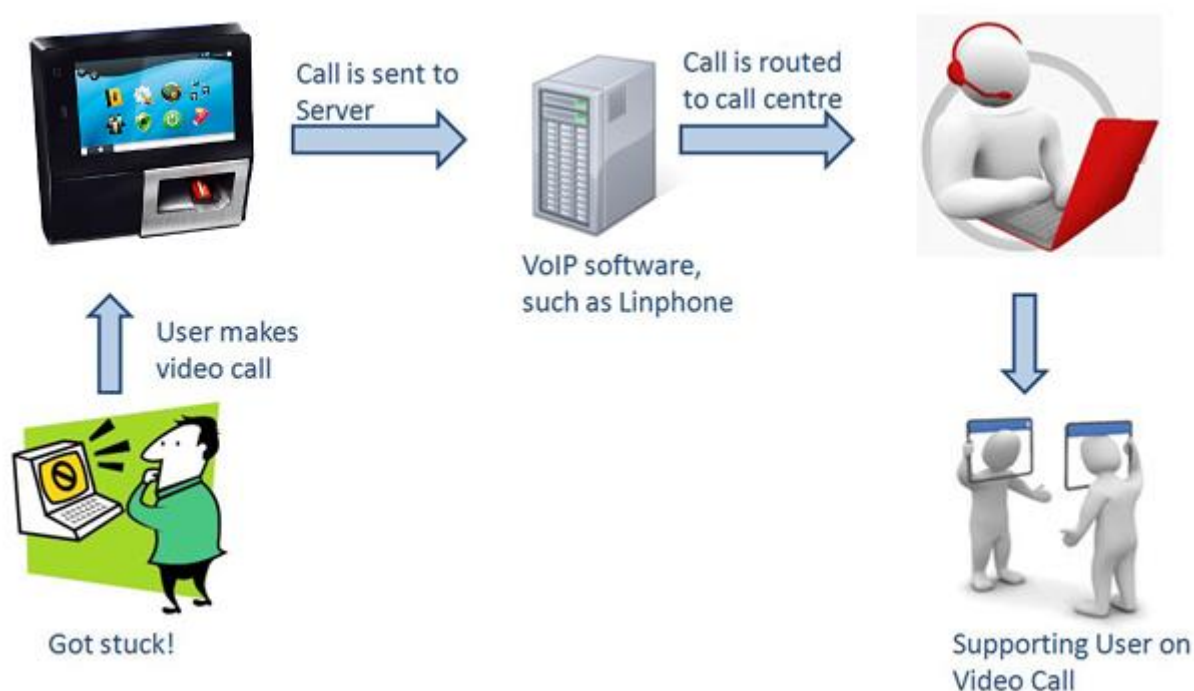 Call is sent to
Server
Call is routed
to call centre
VoIP software,
such as Linphone
User makes
video call
Got stuck!
Supporting User on
Video Call